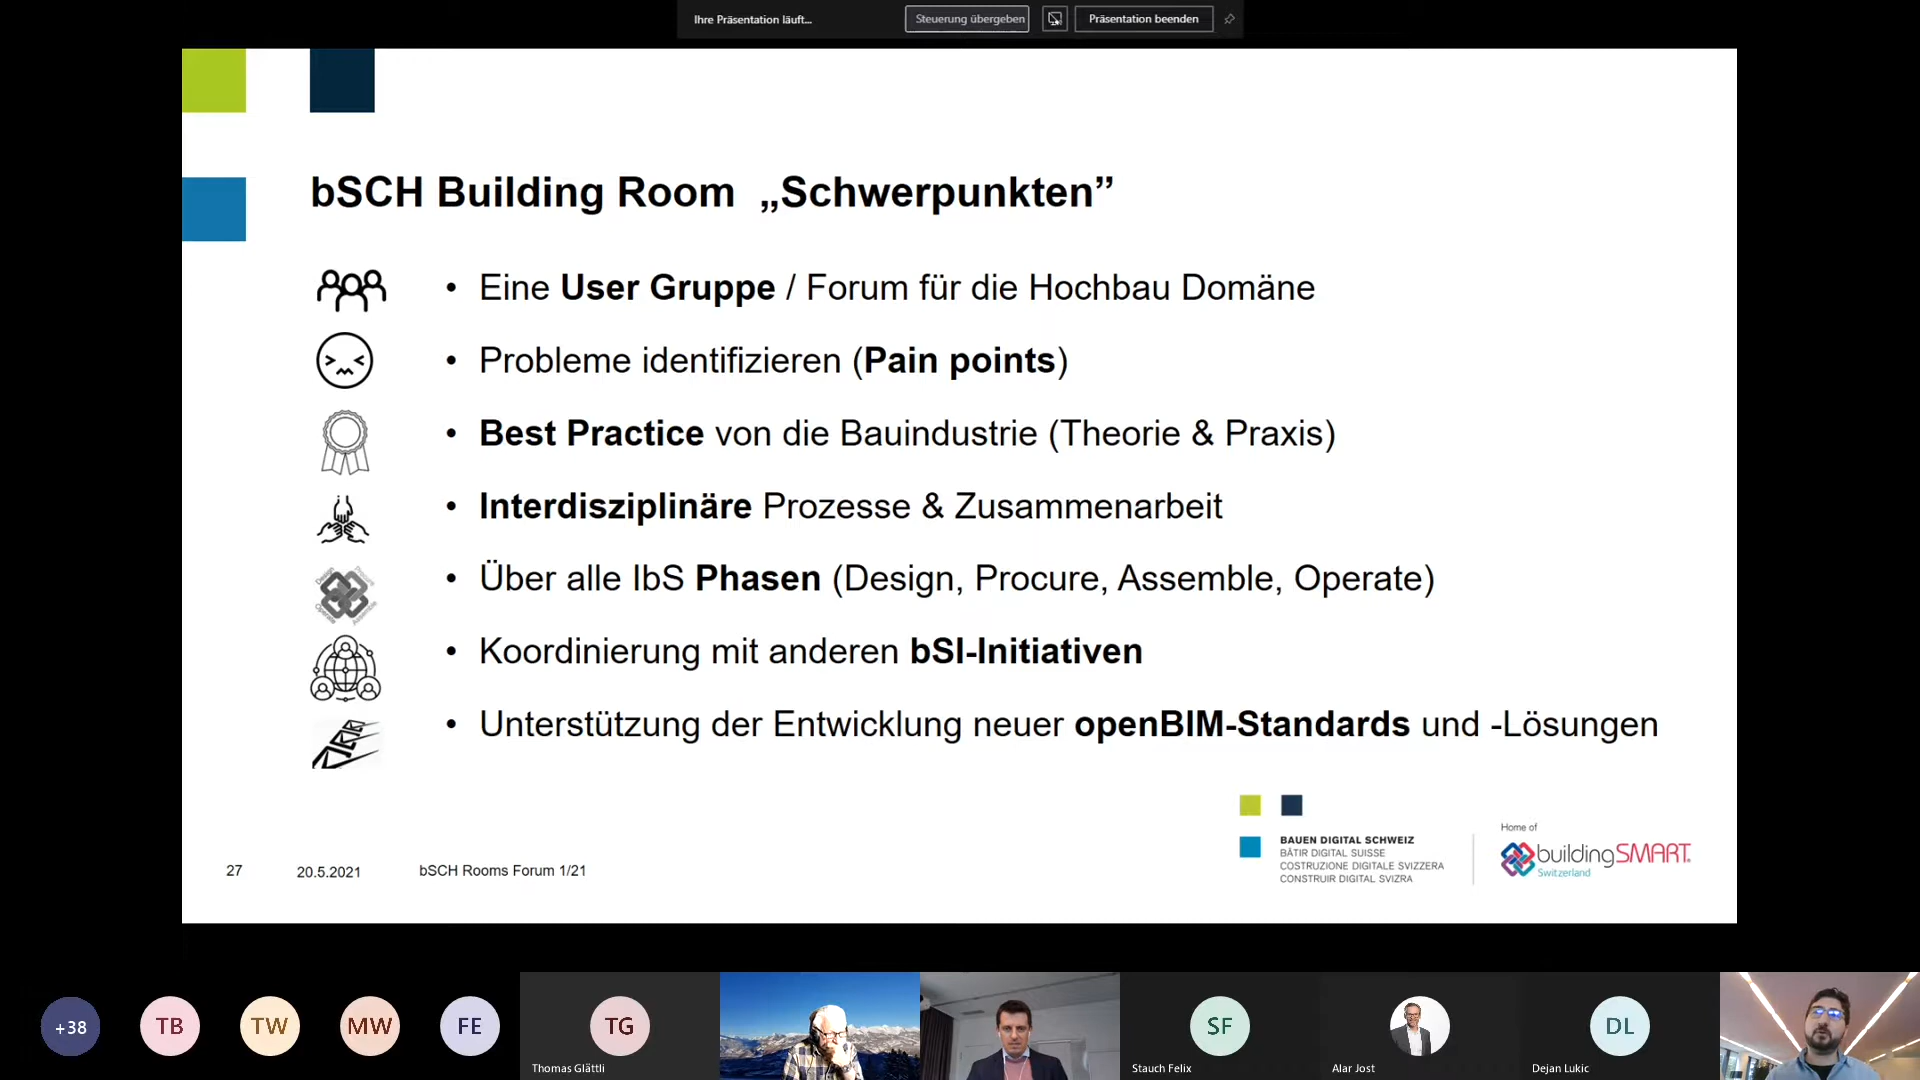 Ihre Präsentation läuft...
Steuerung übergeben
Präsentation beenden
bSCH Building Room „Schwerpunkten”
• Eine User Gruppe / Forum für die Hochbau Domäne
• Probleme identifizieren (Pain points)
• Best Practice von die Bauindustrie (Theorie & Praxis)
• Interdisziplinäre Prozesse & Zusammenarbeit
Design
Procure
Operate
Assemble
• Über alle IbS Phasen (Design, Procure, Assemble, Operate)
• Koordinierung mit anderen bSI-Initiativen
• Unterstützung der Entwicklung neuer openBIM-Standards und -Lösungen
BAUEN DIGITAL SCHWEIZ
BÂTIR DIGITAL SUISSE
COSTRUZIONE DIGITALE SVIZZERA
CONSTRUIR DIGITAL SVIZRA
Home of
buildingSMART
Switzerland
27
20.5.2021
bSCH Rooms Forum 1/21
+38
TB
TW
MW
FE
TG
SF
DL
Thomas Glättli
Stauch Felix
Alar Jost
Dejan Lukic